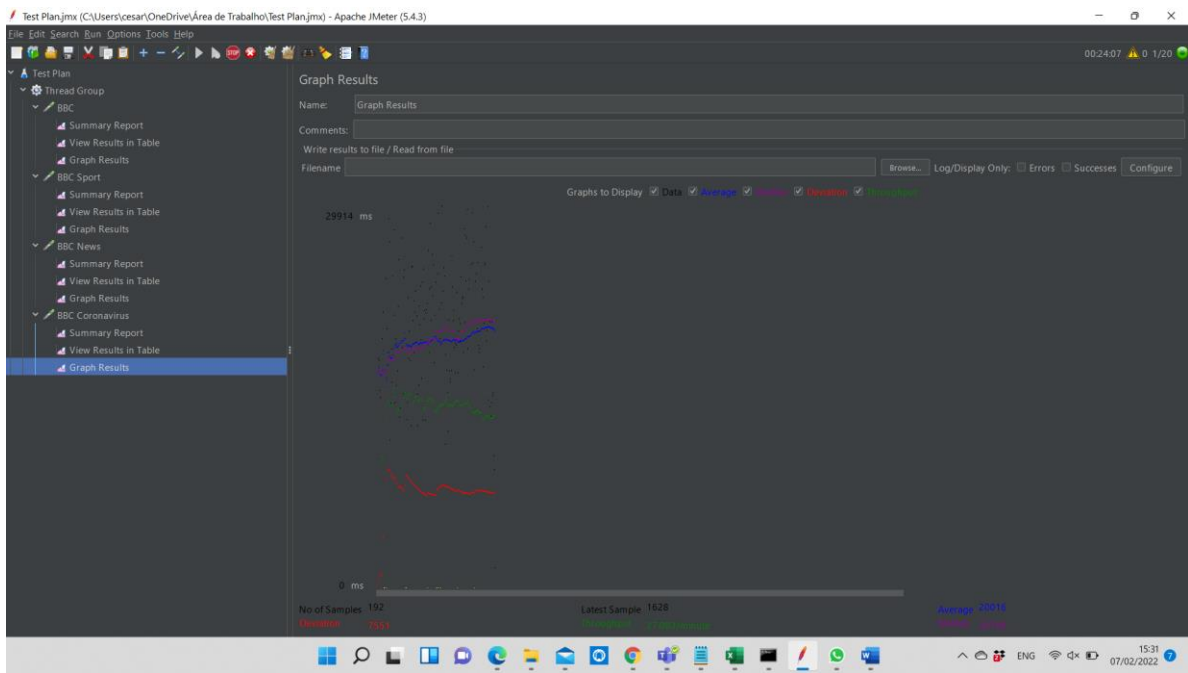 Test Plan.jmx (C:\Users\cesar\OneDrive\Área de Trabalho\Test Plan.jmx) - Apache JMeter (5.4.3)
File Edit Search Run Options Tools Help
STOP
00:24:07 0 1/20
Test Plan
Thread Group
BBC
Summary Report
View Results in Table
Graph Results
BBC Sport
Summary Report
View Results in Table
Graph Results
BBC News
Summary Report
View Results in Table
Graph Results
BBC Coronavirus
Summary Report
View Results in Table
Graph Results
Graph Results
Name: Graph Results
Comments:
Write results to file / Read from file
Filename Browse... Log/Display Only: Errors Successes Configure
Graphs to Display Data Average Deviation Throughput
29914 ms
0 ms
No of Samples 192 Latest Sample 1628 Average 20016
Deviation 7551 Throughput
ENG 15:31
07/02/2022 7